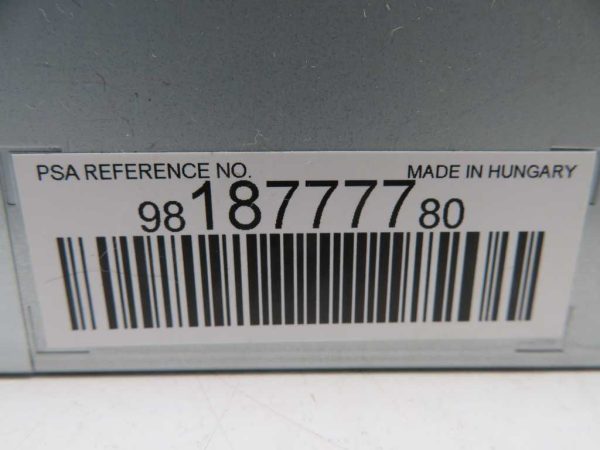 PSA REFERENCE NO. MADE IN HUNGARY
98 187777 80